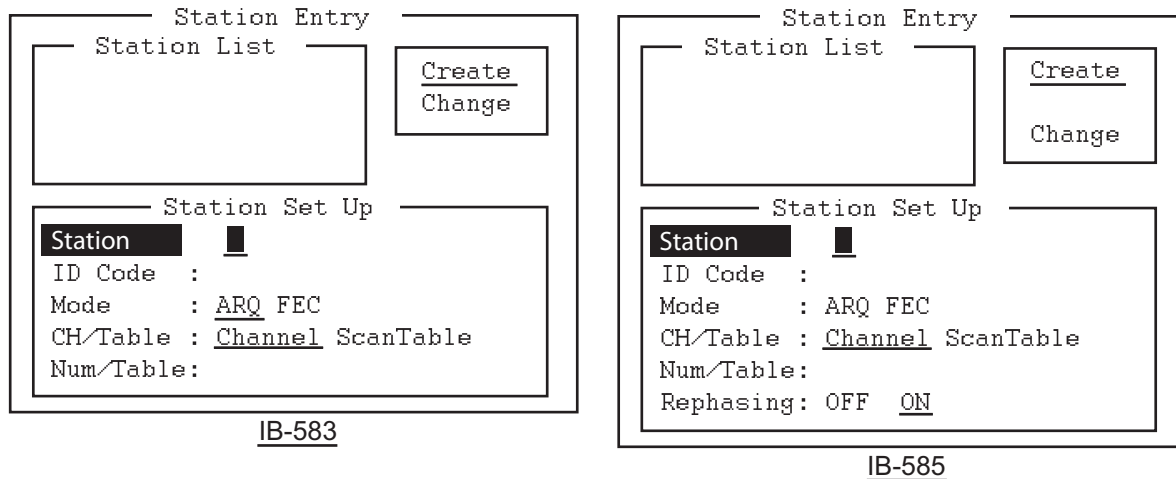 Station Entry
Station List
Create
Change
Station Set Up
Station
ID Code :
Mode : ARQ FEC
CH/Table : Channel ScanTable
Num/Table:
IB-583
Station Entry
Station List
Create
Change
Station Set Up
Station
ID Code :
Mode : ARQ FEC
CH/Table : Channel ScanTable
Num/Table:
Rephasing: OFF ON
IB-585